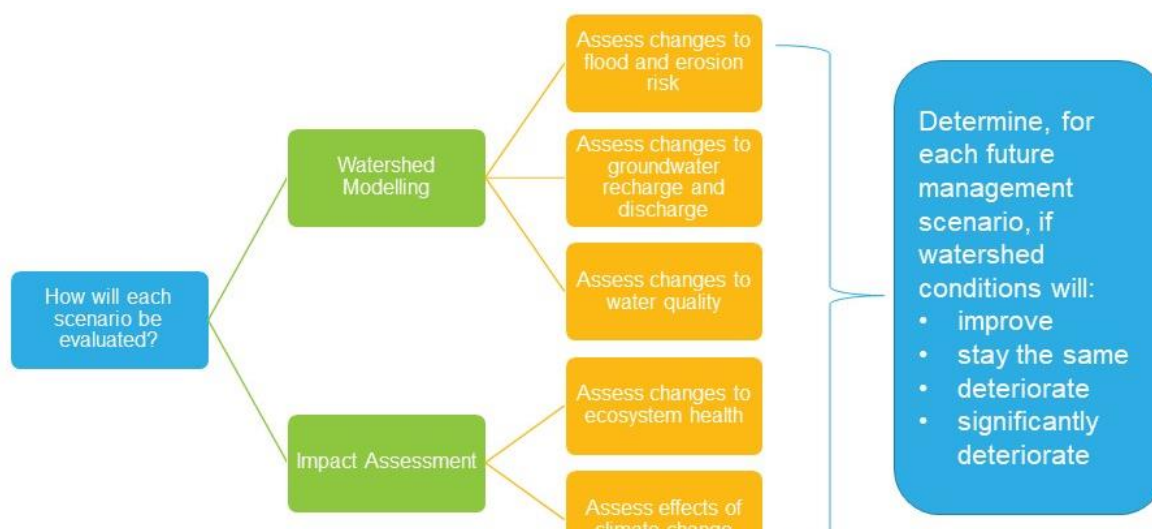 How will each
scenario be
evaluated?
Watershed
Modelling
Impact Assessment
Assess changes to
flood and erosion
risk
Assess changes to
groundwater
recharge and
discharge
Assess changes to
water quality
Assess changes to
ecosystem health
Assess effects of
climate change
Determine, for
each future
management
scenario, if
watershed
conditions will:
• improve
• stay the same
• deteriorate
• significantly
deteriorate